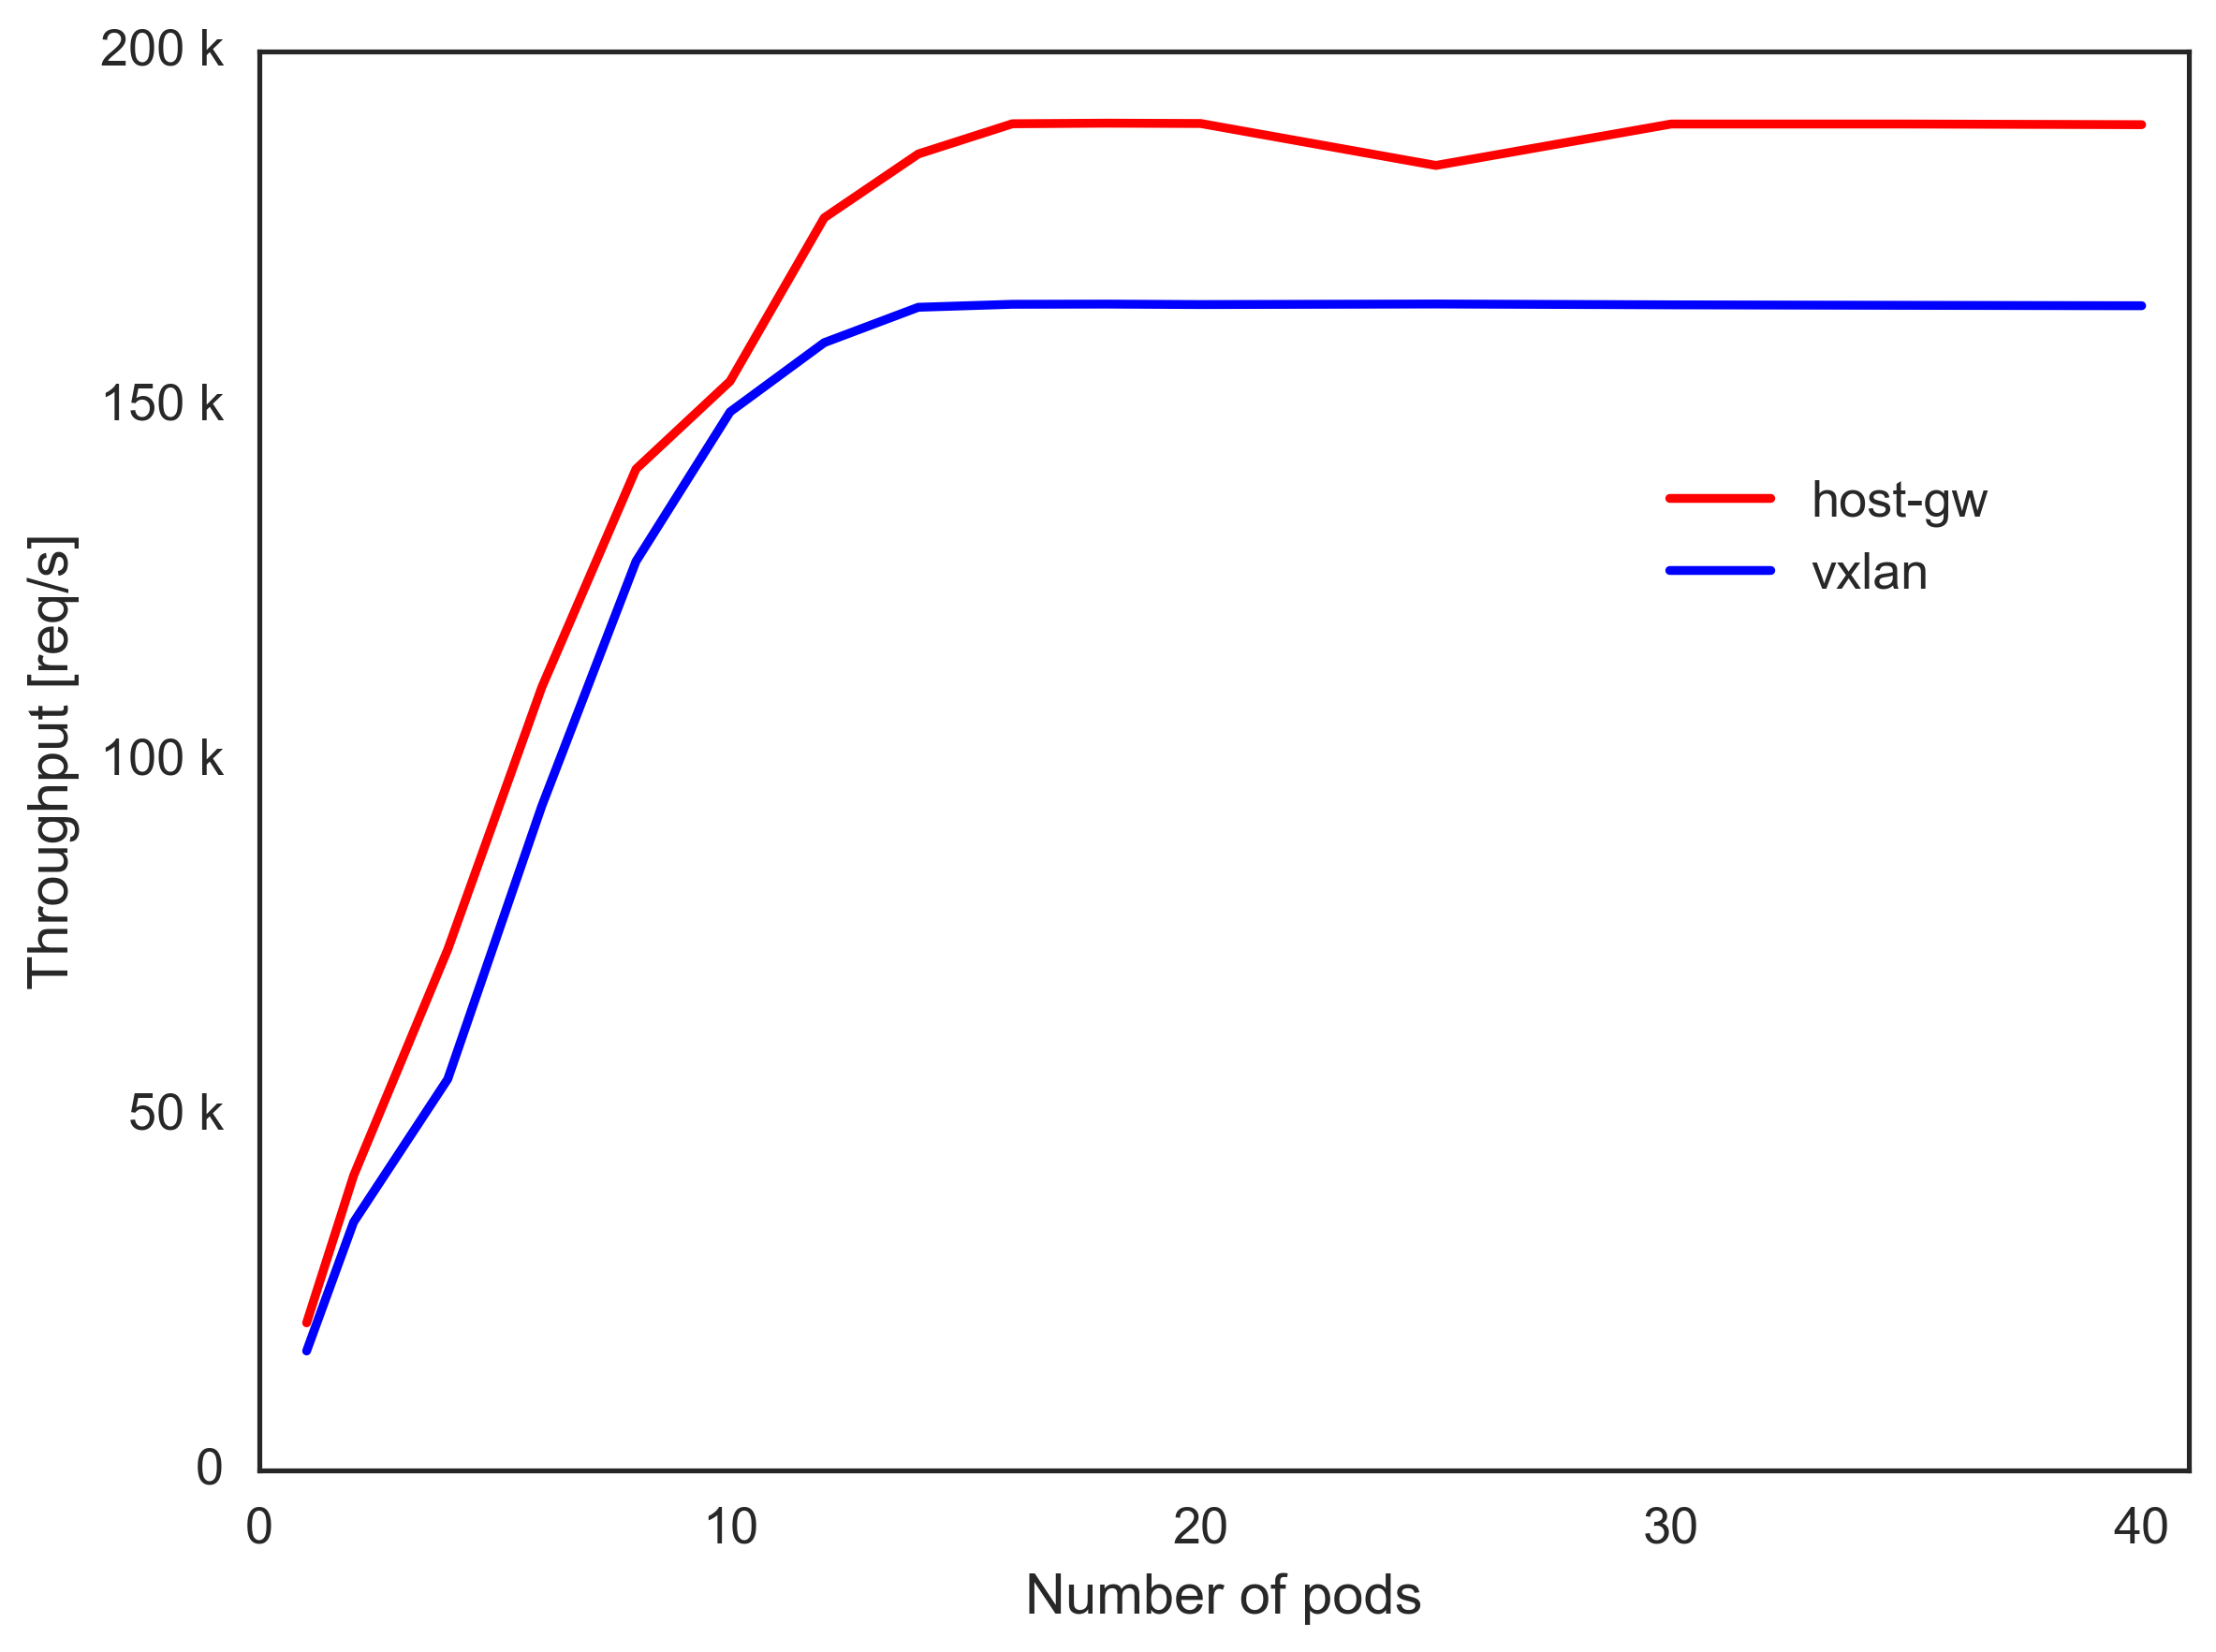 200 k
150 k
100 k
50 k
0
Throughput [req/s]
host-gw
vxlan
0 10 20 30 40
Number of pods